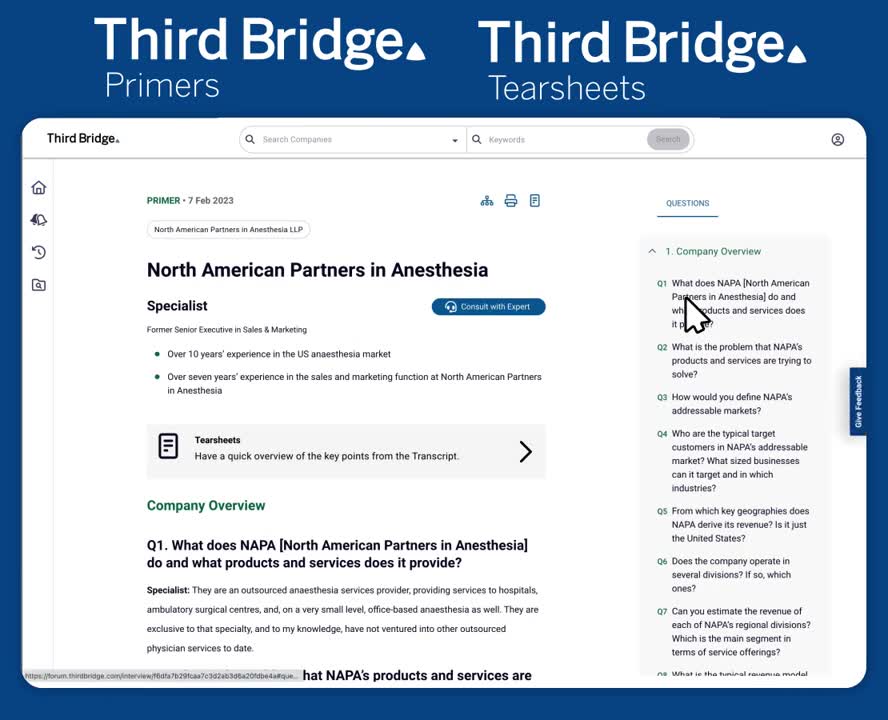 Third Bridge
Primers
Third Bridge
Tearsheets
Third Bridge
Search Companies
Keywords
Search
PRIMER • 7 Feb 2023
North American Partners in Anesthesia LLP
North American Partners in Anesthesia
Specialist
Consult with Expert
Former Senior Executive in Sales & Marketing
Over 10 years’ experience in the US anaesthesia market
Over seven years’ experience in the sales and marketing function at North American Partners
in Anesthesia
Tearsheets
Have a quick overview of the key points from the Transcript.
Company Overview
Q1. What does NAPA [North American Partners in Anesthesia]
do and what products and services does it provide?
Specialist: They are an outsourced anaesthesia services provider, providing services to hospitals,
ambulatory surgical centres, and, on a very small level, office-based anaesthesia as well. They are
exclusive to that specialty, and to my knowledge, have not ventured into other outsourced
physician services to date.
hat NAPA’s products and services are
QUESTIONS
1. Company Overview
Q1 What does NAPA [North American
Partners in Anesthesia] do and
products and services does
it
Q2 What is the problem that NAPA’s
products and services are trying to
solve?
Q3 How would you define NAPA’s
addressable markets?
Q4 Who are the typical target
customers in NAPA’s addressable
market? What sized businesses
can it target and in which
industries?
Q5 From which key geographies does
NAPA derive its revenue? Is it just
the United States?
Q6 Does the company operate in
several divisions? If so, which
ones?
Q7 Can you estimate the revenue of
each of NAPA’s regional divisions?
Which is the main segment in
terms of service offerings?
Q8 What is the typical revenue model
Give Feedback